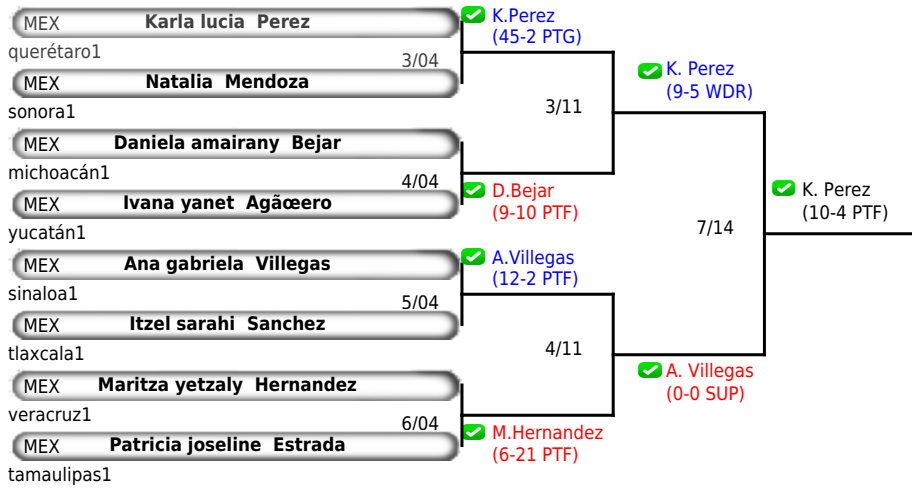 MEX Karla lucia Perez
querétaro1
3/04
MEX Natalia Mendoza
sonora1
MEX Daniela amairany Bejar
michoacán1
4/04
MEX Ivana yanet Agãœero
yucatán1
MEX Ana gabriela Villegas
sinaloa1
5/04
MEX Itzel sarahi Sanchez
tlaxcala1
MEX Maritza yetzaly Hernandez
veracruz1
6/04
MEX Patricia joseline Estrada
tamaulipas1
K.Perez
(45-2 PTG)
3/11
D.Bejar
(9-10 PTF)
A.Villegas
(12-2 PTF)
4/11
M.Hernandez
(6-21 PTF)
K. Perez
(9-5 WDR)
7/14
A. Villegas
(0-0 SUP)
K. Perez
(10-4 PTF)